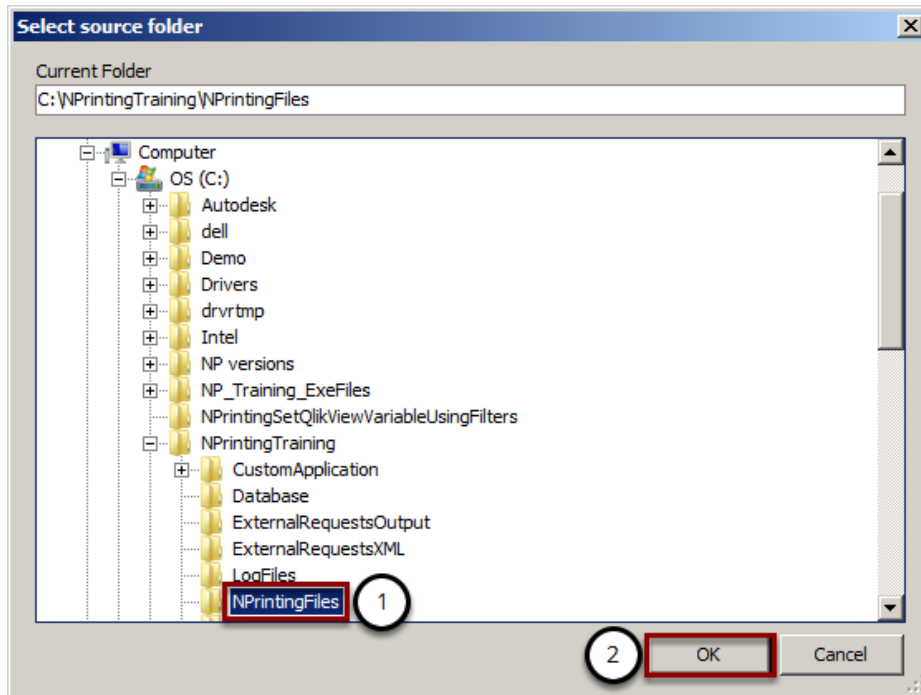 Select source folder
Current Folder
C:\NPrintingTraining\NPrintingFiles
Computer
OS (C:)
Autodesk
dell
Demo
Drivers
drvrtmp
Intel
NP versions
NP_Training_ExeFiles
NPrintingSetQlikViewVariableUsingFilters
NPrintingTraining
CustomApplication
Database
ExternalRequestsOutput
ExternalRequestsXML
LogFiles
NPrintingFiles 1
2 OK Cancel